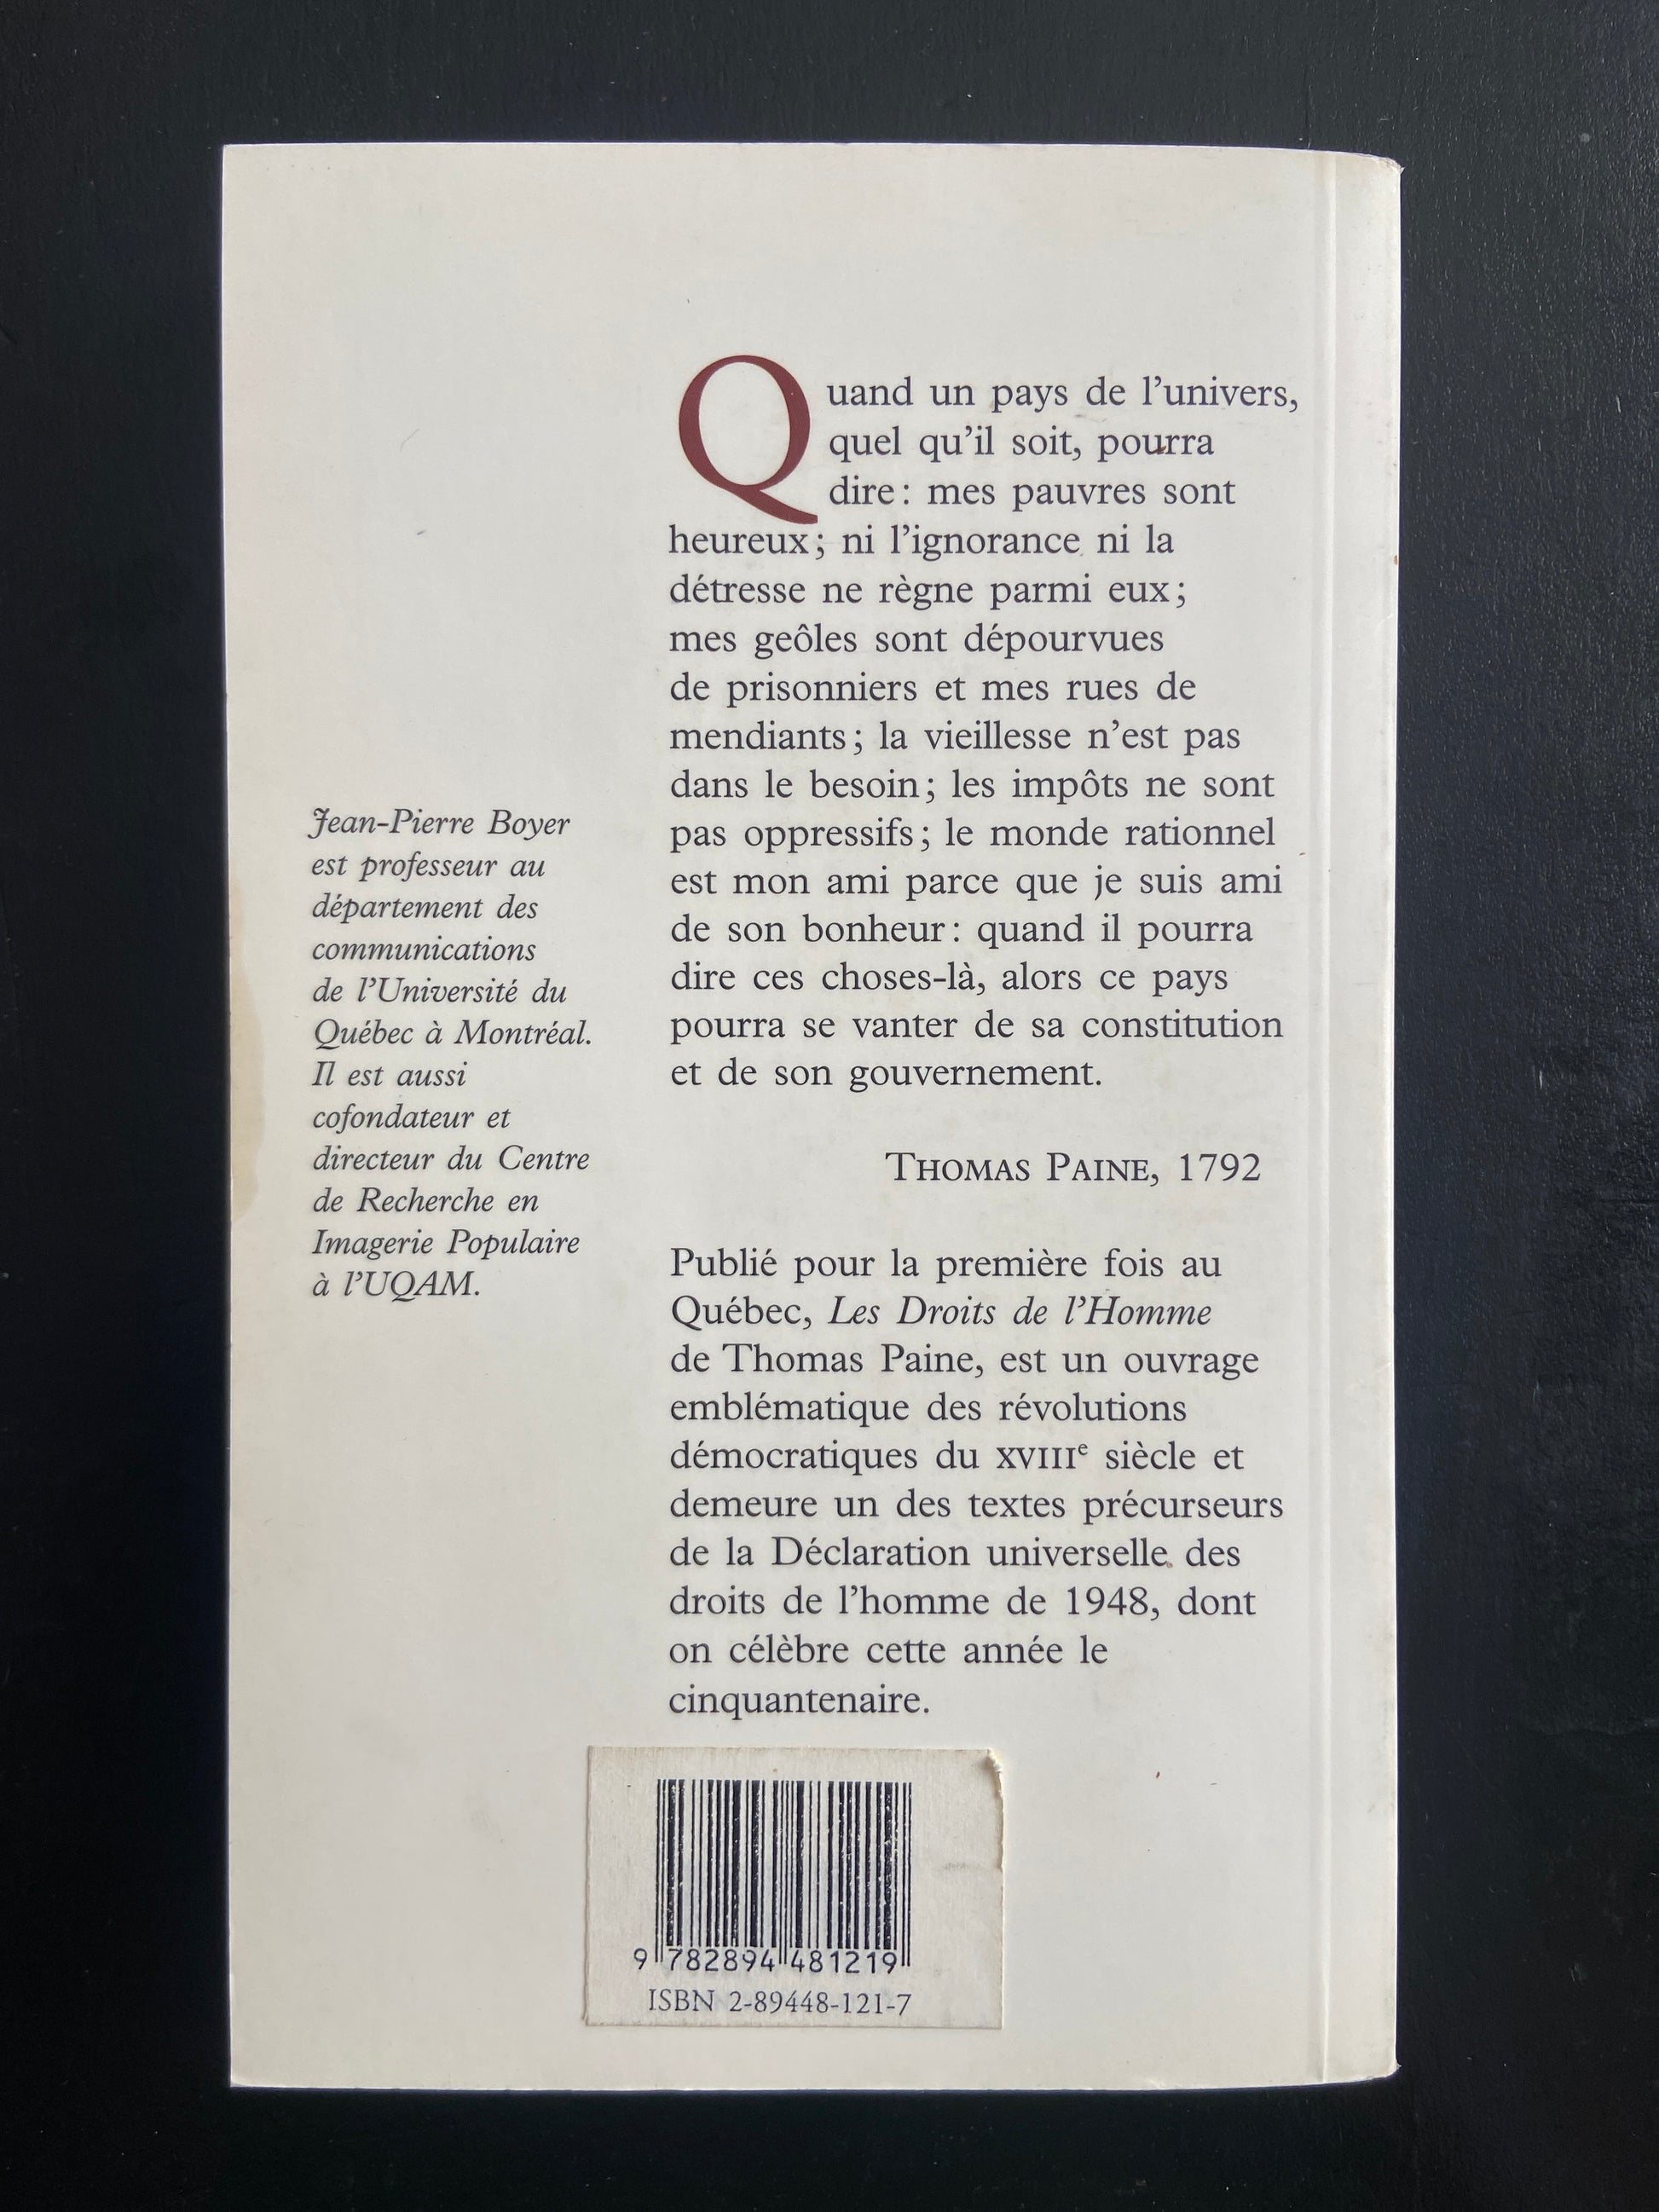 Quand un pays de l'univers,
quel qu'il soit, pourra
dire : mes pauvres sont
heureux ; ni l'ignorance ni la
détresse ne règne parmi eux ;
mes geôles sont dépourvues
de prisonniers et mes rues de
mendiants ; la vieillesse n'est pas
dans le besoin ; les impôts ne sont
pas oppressifs ; le monde rationnel
est mon ami parce que je suis ami
de son bonheur : quand il pourra
dire ces choses-là, alors ce pays
pourra se vanter de sa constitution
et de son gouvernement.
THOMAS PAINE, 1792
Publié pour la première fois au
Québec, Les Droits de l'Homme
de Thomas Paine, est un ouvrage
emblématique des révolutions
démocratiques du XVIIIe siècle et
demeure un des textes précurseurs
de la Déclaration universelle des
droits de l'homme de 1948, dont
on célèbre cette année le
cinquantenaire.
Jean-Pierre Boyer
est professeur au
département des
communications
de l'Université du
Québec à Montréal.
Il est aussi
cofondateur et
directeur du Centre
de Recherche en
Imagerie Populaire
à l'UQAM.
9 782894 481219
ISBN 2-89448-121-7